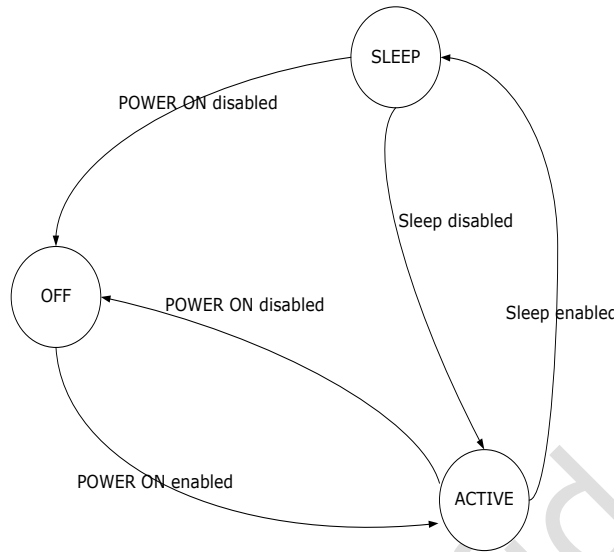 SLEEP
POWER ON disabled
Sleep disabled
OFF
POWER ON disabled
Sleep enabled
POWER ON enabled
ACTIVE